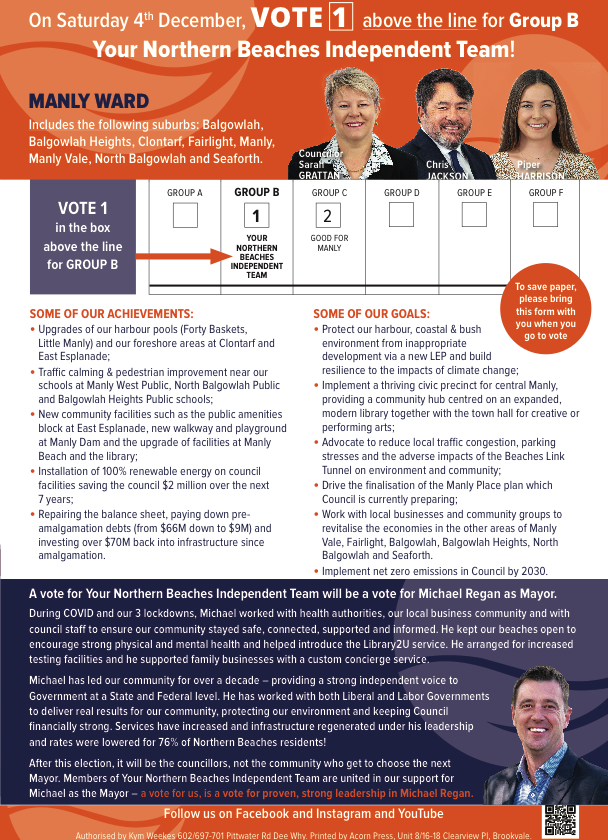 On Saturday 4th December, VOTE 1 above the line for Group B
Your Northern Beaches Independent Team!
MANLY WARD
Includes the following suburbs: Balgowlah,
Balgowlah Heights, Clontarf, Fairlight, Manly,
Manly Vale, North Balgowlah and Seaforth.
Councillor
Sarah
GRATTAN
Chris
JACKSON
Piper
HARRISON
VOTE 1
in the box
above the line
for GROUP B
GROUP A
GROUP B
1
YOUR
NORTHERN
BEACHES
INDEPENDENT
TEAM
GROUP C
2
GOOD FOR
MANLY
GROUP D
GROUP E
GROUP F
To save paper,
please bring
this form with
you when you
go to vote
SOME OF OUR ACHIEVEMENTS:
• Upgrades of our harbour pools (Forty Baskets,
Little Manly) and our foreshore areas at Clontarf and
East Esplanade;
• Traffic calming & pedestrian improvement near our
schools at Manly West Public, North Balgowlah Public
and Balgowlah Heights Public schools;
• New community facilities such as the public amenities
block at East Esplanade, new walkway and playground
at Manly Dam and the upgrade of facilities at Manly
Beach and the library;
• Installation of 100% renewable energy on council
facilities saving the council $2 million over the next
7 years;
• Repairing the balance sheet, paying down pre-
amalgamation debts (from $66M down to $9M) and
investing over $70M back into infrastructure since
amalgamation.
SOME OF OUR GOALS:
• Protect our harbour, coastal & bush
environment from inappropriate
development via a new LEP and build
resilience to the impacts of climate change;
• Implement a thriving civic precinct for central Manly,
providing a community hub centred on an expanded,
modern library together with the town hall for creative or
performing arts;
• Advocate to reduce local traffic congestion, parking
stresses and the adverse impacts of the Beaches Link
Tunnel on environment and community;
• Drive the finalisation of the Manly Place plan which
Council is currently preparing;
• Work with local businesses and community groups to
revitalise the economies in the other areas of Manly
Vale, Fairlight, Balgowlah, Balgowlah Heights, North
Balgowlah and Seaforth.
• Implement net zero emissions in Council by 2030.
A vote for Your Northern Beaches Independent Team will be a vote for Michael Regan as Mayor.
During COVID and our 3 lockdowns, Michael worked with health authorities, our local business community and with
council staff to ensure our community stayed safe, connected, supported and informed. He kept our beaches open to
encourage strong physical and mental health and helped introduce the Library2U service. He arranged for increased
testing facilities and he supported family businesses with a custom concierge service.
Michael has led our community for over a decade – providing a strong independent voice to
Government at a State and Federal level. He has worked with both Liberal and Labor Governments
to deliver real results for our community, protecting our environment and keeping Council
financially strong. Services have increased and infrastructure regenerated under his leadership
and rates were lowered for 76% of Northern Beaches residents!
After this election, it will be the councillors, not the community who get to choose the next
Mayor. Members of Your Northern Beaches Independent Team are united in our support for
Michael as the Mayor – a vote for us, is a vote for proven, strong leadership in Michael Regan.
Follow us on Facebook and Instagram and YouTube
Authorised by Kym Weekes 602/697-701 Pittwater Rd Dee Why. Printed by Acorn Press, Unit 8/16-18 Clearview Pl, Brookvale.